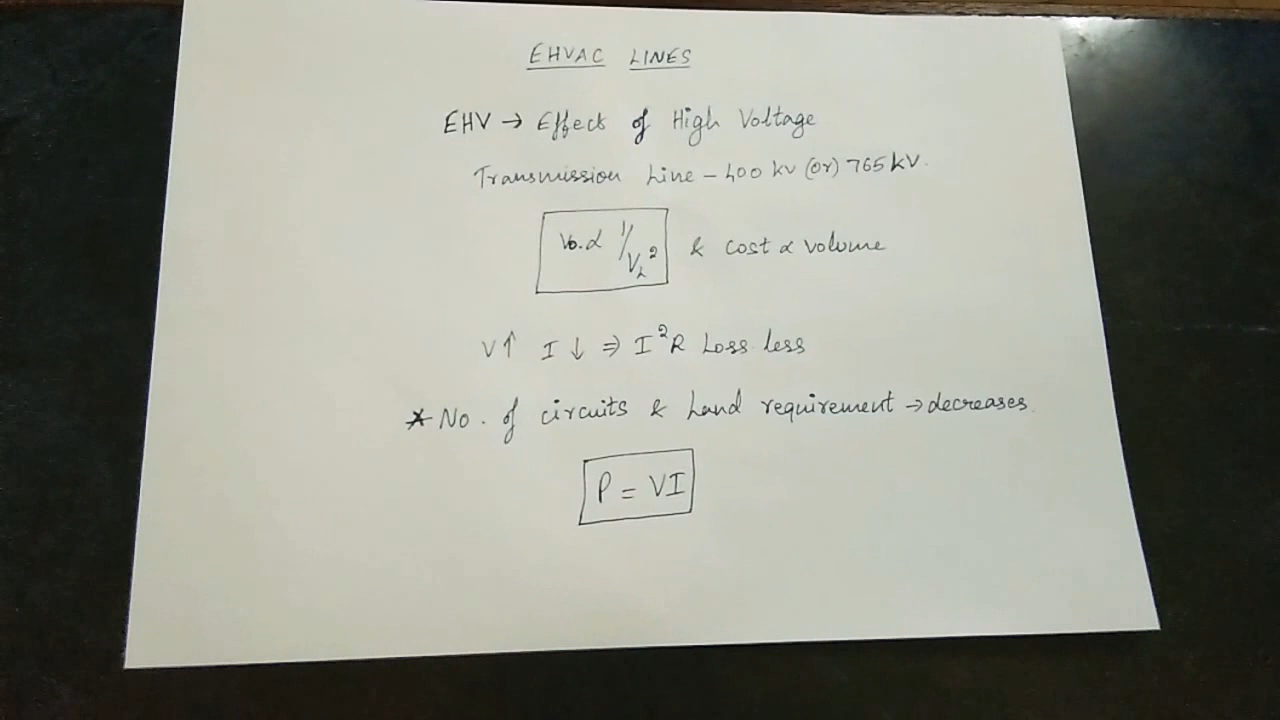 EHVAC LINES
EHV → Effect of High Voltage
Transmission Line – 400 kv (or) 765 kV.
Vo. α 1/V_L² & cost α volume
V↑ I↓ ⇒ I²R Loss less
* No. of circuits & Land requirement → decreases.
P = VI